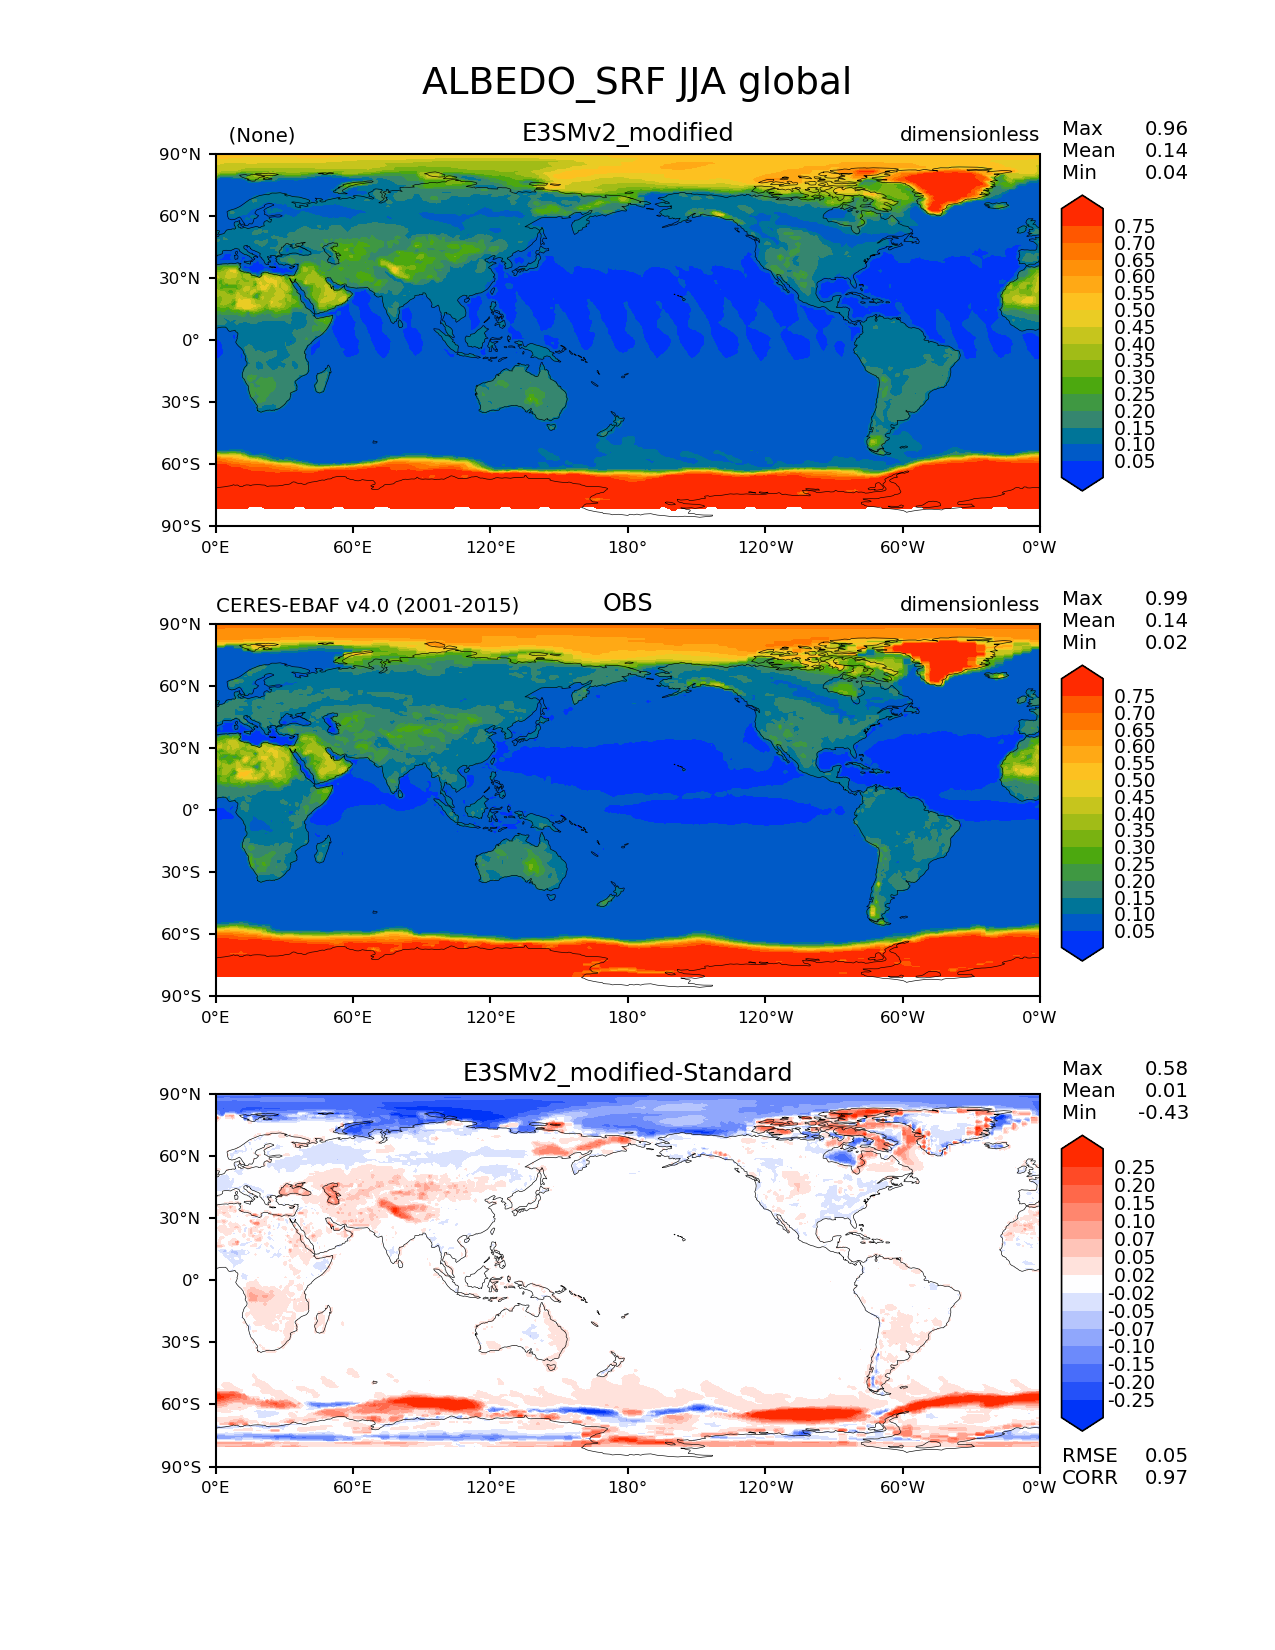 ALBEDO_SRF JJA global
(None) E3SMv2_modified dimensionless
Max 0.96
Mean 0.14
Min 0.04
90°N
60°N
30°N
0°
30°S
60°S
90°S
0°E 60°E 120°E 180° 120°W 60°W 0°W
0.75
0.70
0.65
0.60
0.55
0.50
0.45
0.40
0.35
0.30
0.25
0.20
0.15
0.10
0.05
CERES-EBAF v4.0 (2001-2015) OBS dimensionless
Max 0.99
Mean 0.14
Min 0.02
90°N
60°N
30°N
0°
30°S
60°S
90°S
0°E 60°E 120°E 180° 120°W 60°W 0°W
0.75
0.70
0.65
0.60
0.55
0.50
0.45
0.40
0.35
0.30
0.25
0.20
0.15
0.10
0.05
E3SMv2_modified-Standard
Max 0.58
Mean 0.01
Min -0.43
90°N
60°N
30°N
0°
30°S
60°S
90°S
0°E 60°E 120°E 180° 120°W 60°W 0°W
0.25
0.20
0.15
0.10
0.07
0.05
0.02
-0.02
-0.05
-0.07
-0.10
-0.15
-0.20
-0.25
RMSE 0.05
CORR 0.97